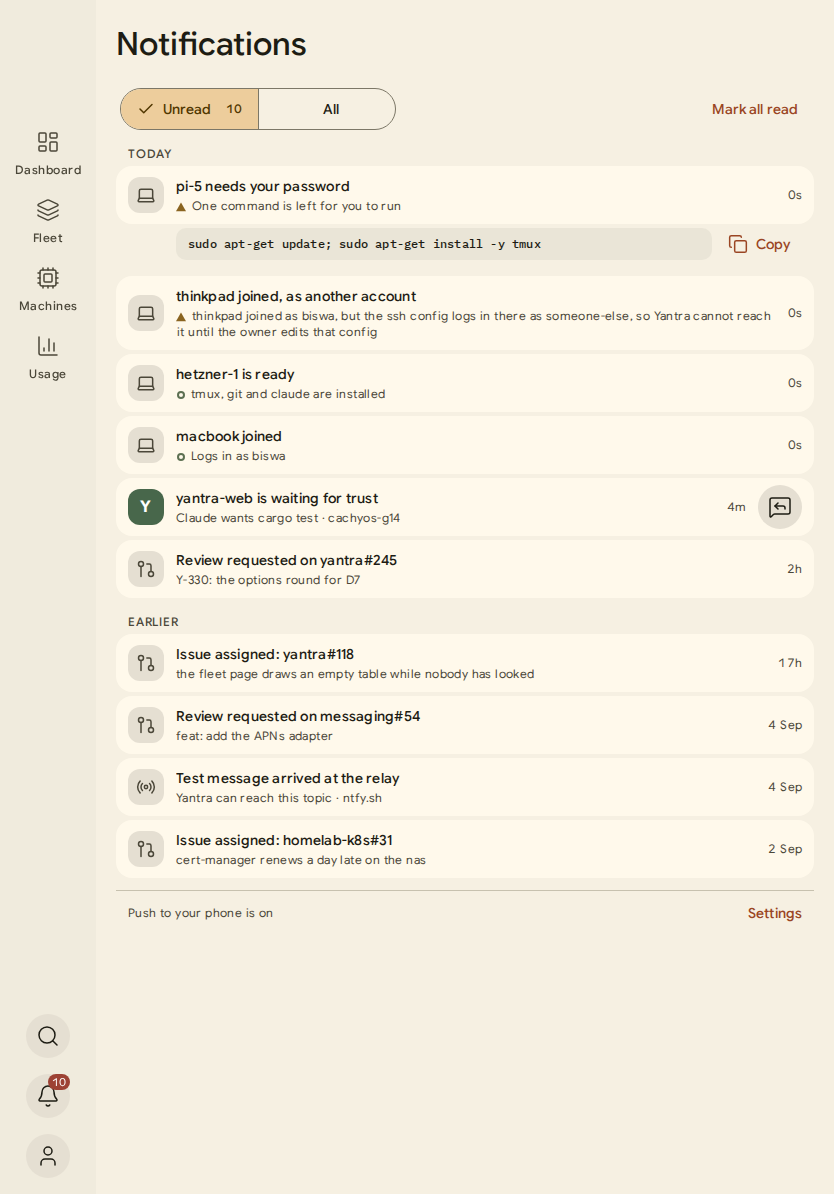 Notifications
Unread 10
All
Mark all read
Dashboard
Fleet
Machines
Usage
TODAY
pi-5 needs your password
One command is left for you to run
0s
sudo apt-get update; sudo apt-get install -y tmux
Copy
thinkpad joined, as another account
thinkpad joined as biswa, but the ssh config logs in there as someone-else, so Yantra cannot reach
it until the owner edits that config
0s
hetzner-1 is ready
tmux, git and claude are installed
0s
macbook joined
Logs in as biswa
0s
Y
yantra-web is waiting for trust
Claude wants cargo test · cachyos-g14
4m
Review requested on yantra#245
Y-330: the options round for D7
2h
EARLIER
Issue assigned: yantra#118
the fleet page draws an empty table while nobody has looked
17h
Review requested on messaging#54
feat: add the APNs adapter
4 Sep
Test message arrived at the relay
Yantra can reach this topic · ntfy.sh
4 Sep
Issue assigned: homelab-k8s#31
cert-manager renews a day late on the nas
2 Sep
Push to your phone is on
Settings
10